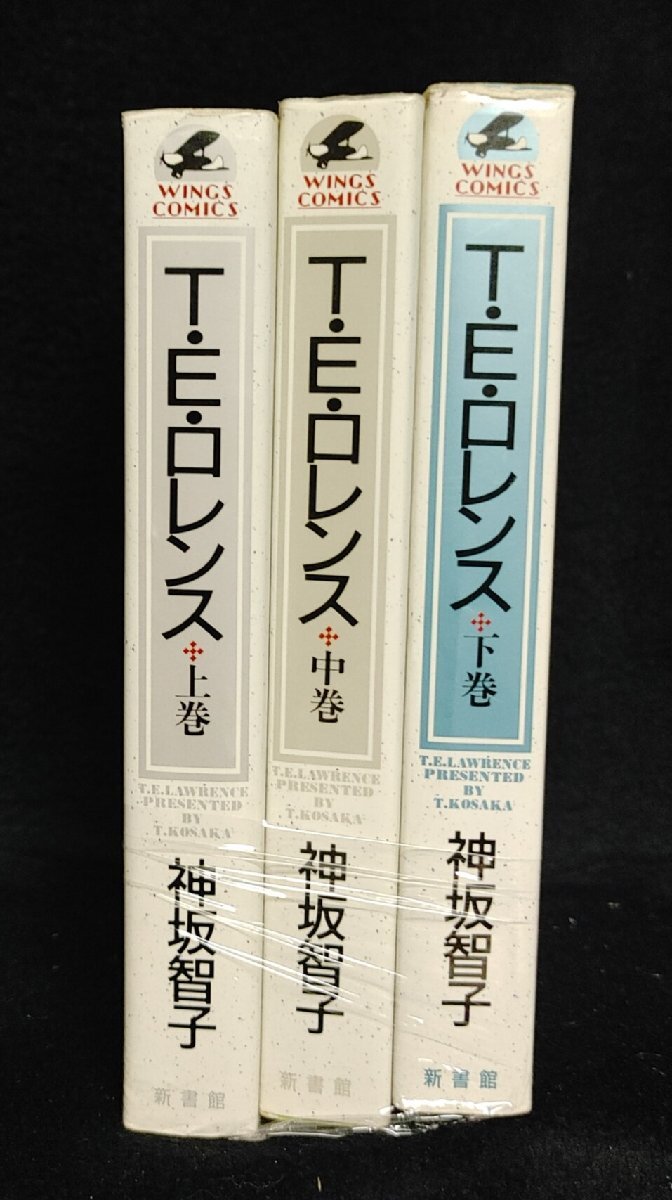 WINGS
COMICS
T・E・ロレンス
上巻
T.E.LAWRENCE
PRESENTED
BY
T.KOSAKA
神坂智子
新書館
WINGS
COMICS
T・E・ロレンス
中巻
T.E.LAWRENCE
PRESENTED
BY
T.KOSAKA
神坂智子
新書館
WINGS
COMICS
T・E・ロレンス
下巻
T.E.LAWRENCE
PRESENTED
BY
T.KOSAKA
神坂智子
新書館